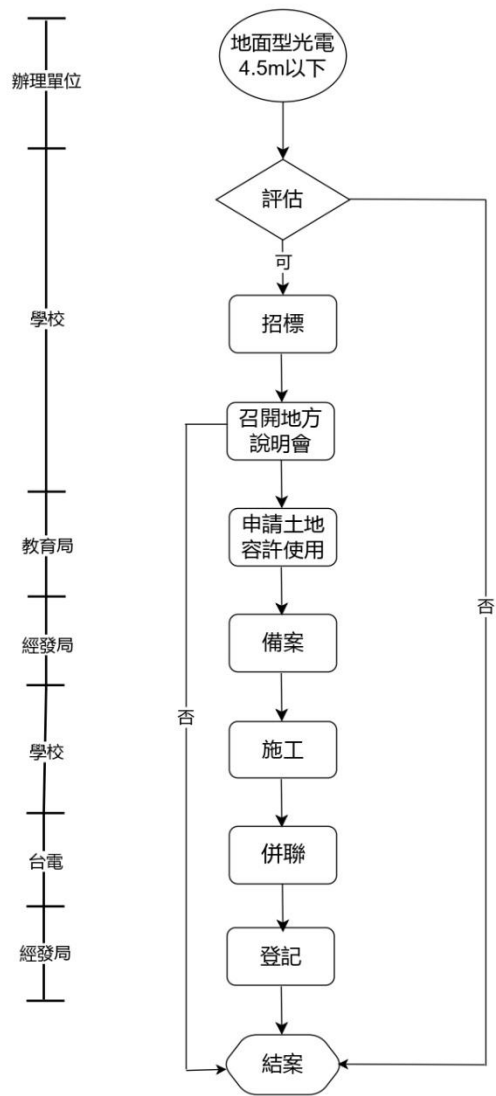 地面型光電
4.5m以下
辦理單位
評估
可
招標
學校
召開地方
說明會
申請土地
容許使用
教育局
否
備案
經發局
否
施工
學校
併聯
台電
登記
經發局
結案